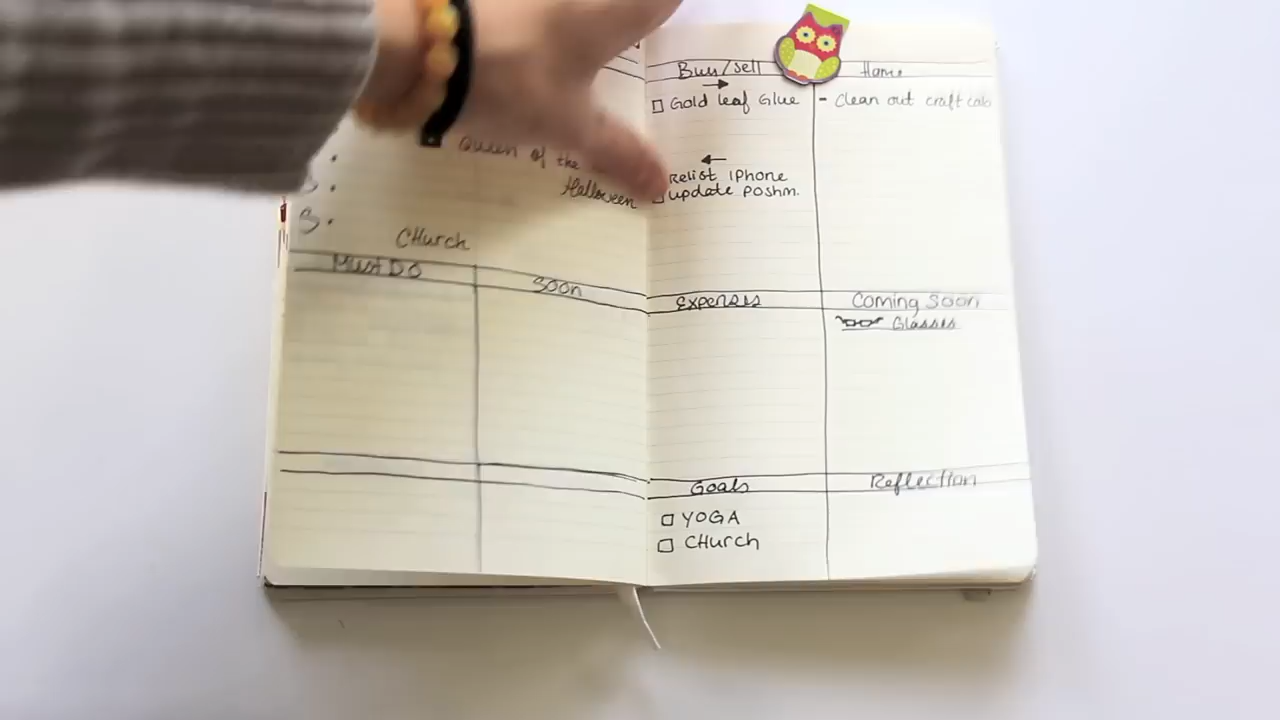 Queen of the
Halloween
S.
S.
CHurch
Must DO
Soon
Buy/Sell
Home
Gold leaf Glue
- Clean out craft cab
Relist IPhone
update Poshm.
Expenses
Coming Soon
Glasses
Goals
Reflection
YOGA
CHurch